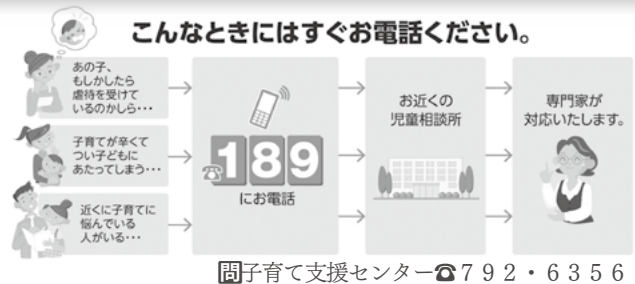 こんなときにはすぐお電話ください。
あの子、
もしかしたら
虐待を受けて
いるのかしら・・・
子育てが辛くて
つい子どもに
あたってしまう・・・
近くに子育てに
悩んでいる
人がいる・・・
☎189
にお電話
お近くの
児童相談所
専門家が
対応いたします。
問子育て支援センター☎792・6356